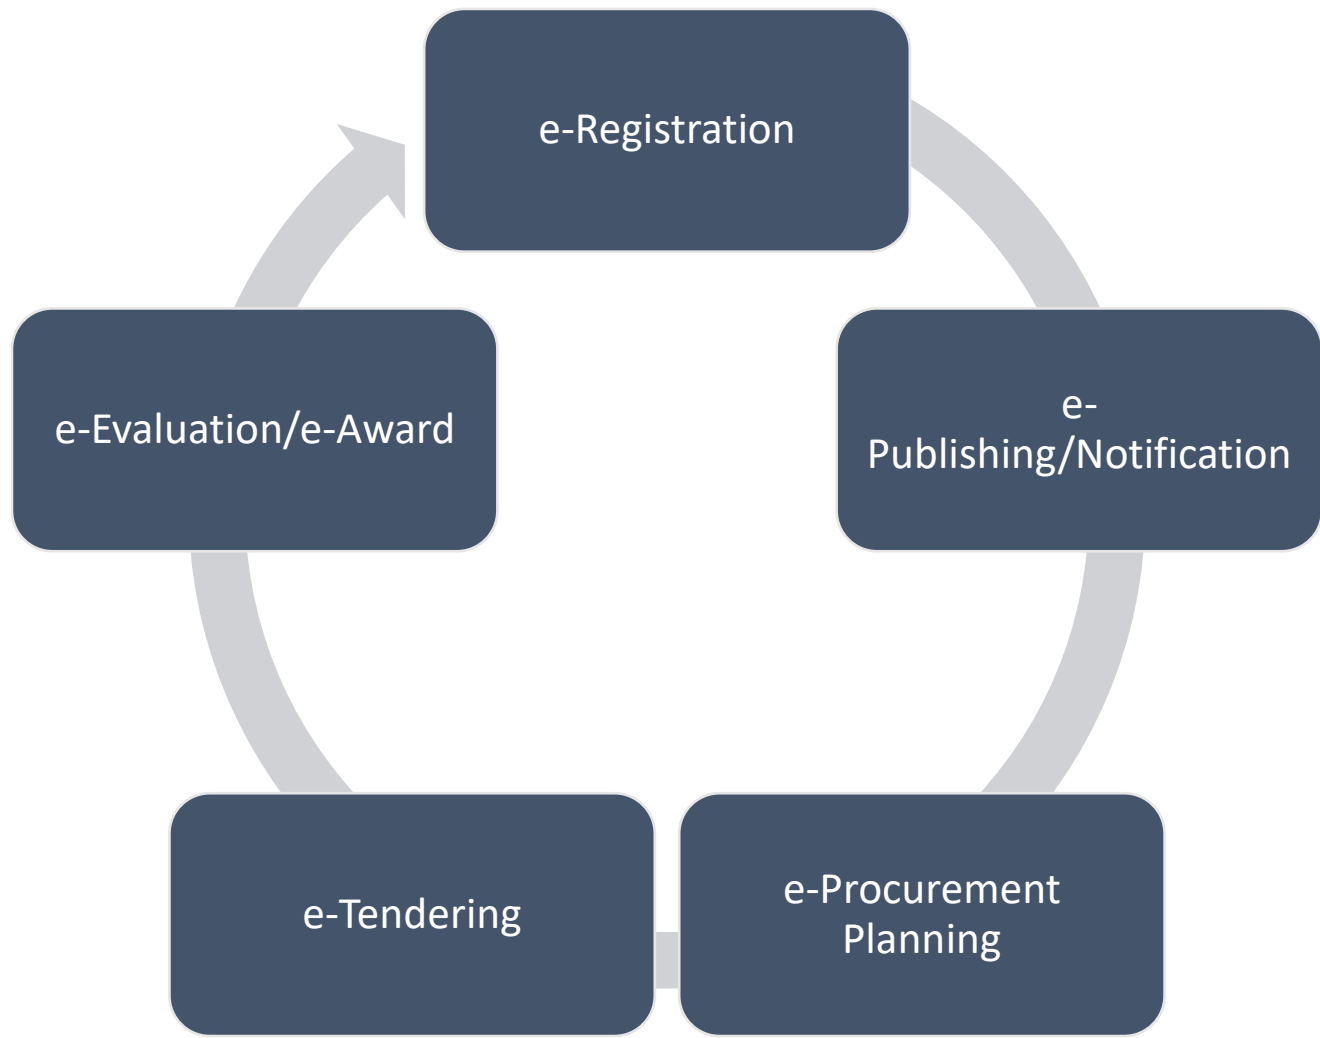 e-Registration
e-
Publishing/Notification
e-Procurement
Planning
e-Tendering
e-Evaluation/e-Award